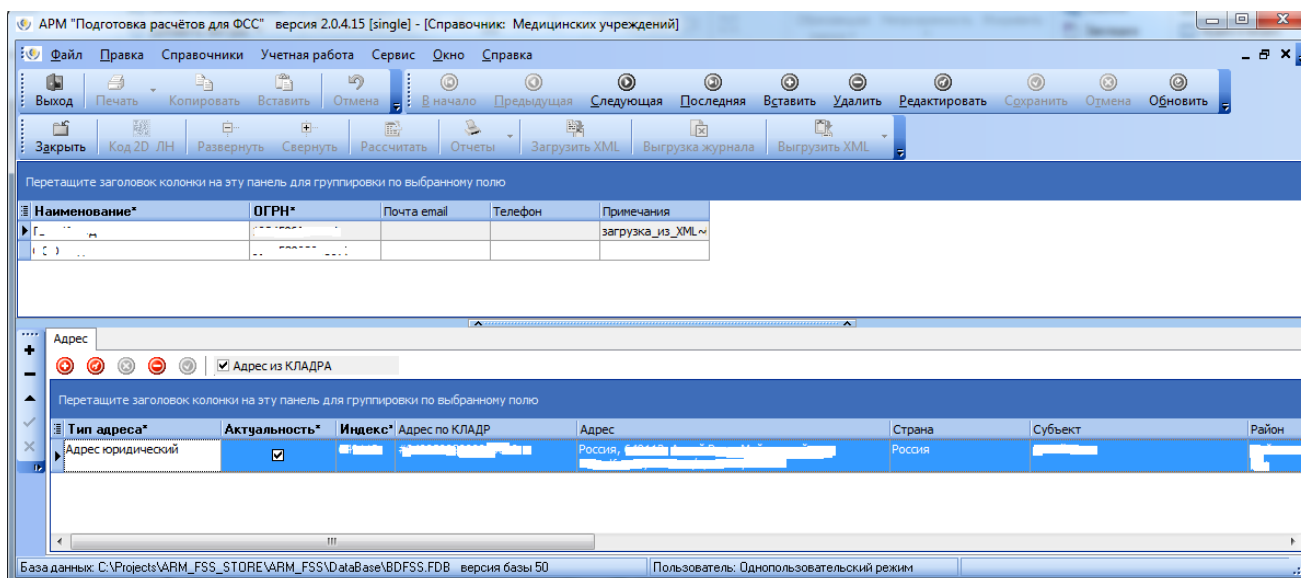 АРМ "Подготовка расчётов для ФСС" версия 2.0.4.15 [single] - [Справочник: Медицинских учреждений]
Файл Правка Справочники Учетная работа Сервис Окно Справка
Выход Печать Копировать Вставить Отмена В начало Предыдущая Следующая Последняя Вставить Удалить Редактировать Сохранить Отмена Обновить
Закрыть Код 2D ЛН Развернуть Свернуть Рассчитать Отчеты Загрузить XML Выгрузка журнала Выгрузить XML
Перетащите заголовок колонки на эту панель для группировки по выбранному полю
Наименование* ОГРН* Почта email Телефон Примечания
загрузка_из_XML~
Адрес
Адрес из КЛАДРА
Перетащите заголовок колонки на эту панель для группировки по выбранному полю
Тип адреса* Актуальность* Индекс* Адрес по КЛАДР Адрес Страна Субъект Район
Адрес юридический Россия, Россия
База данных: C:\Projects\ARM_FSS_STORE\ARM_FSS\DataBase\BDFSS.FDB версия базы 50 Пользователь: Однопользовательский режим